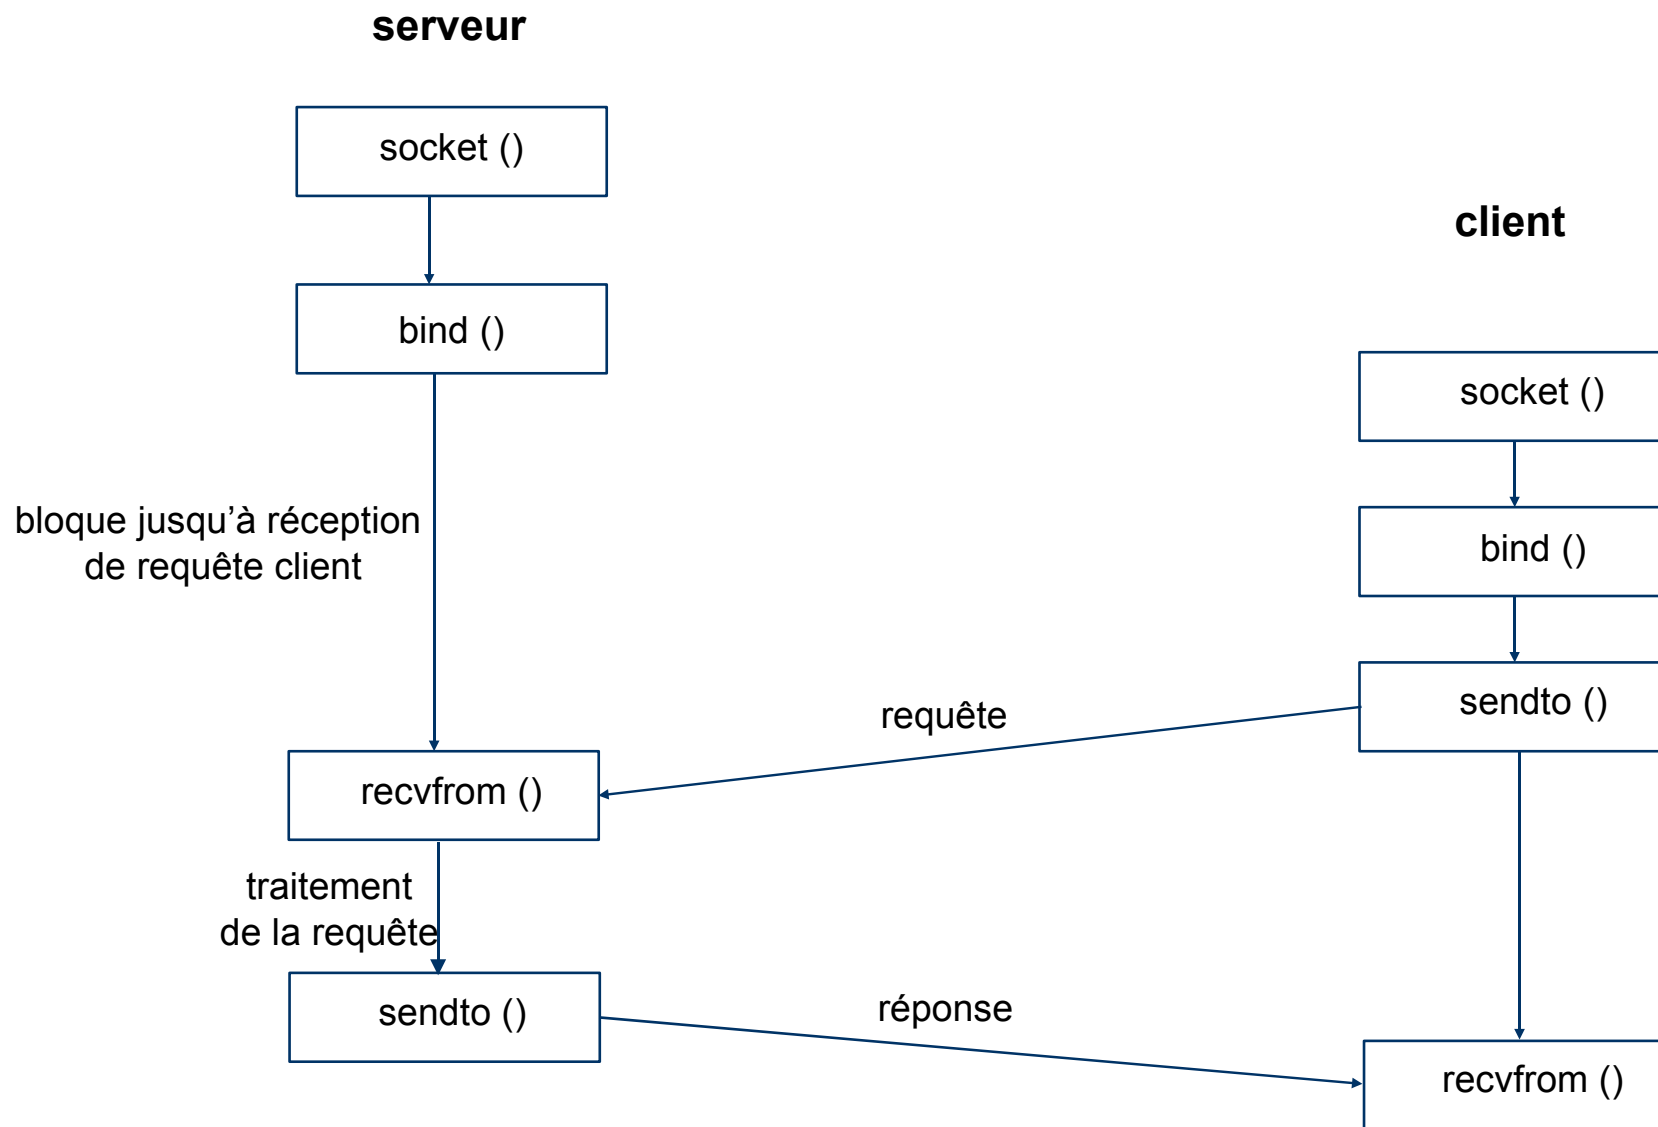 serveur
socket ()
client
bind ()
socket ()
bloque jusqu’à réception
de requête client
bind ()
sendto ()
requête
recvfrom ()
traitement
de la requête
sendto ()
réponse
recvfrom ()